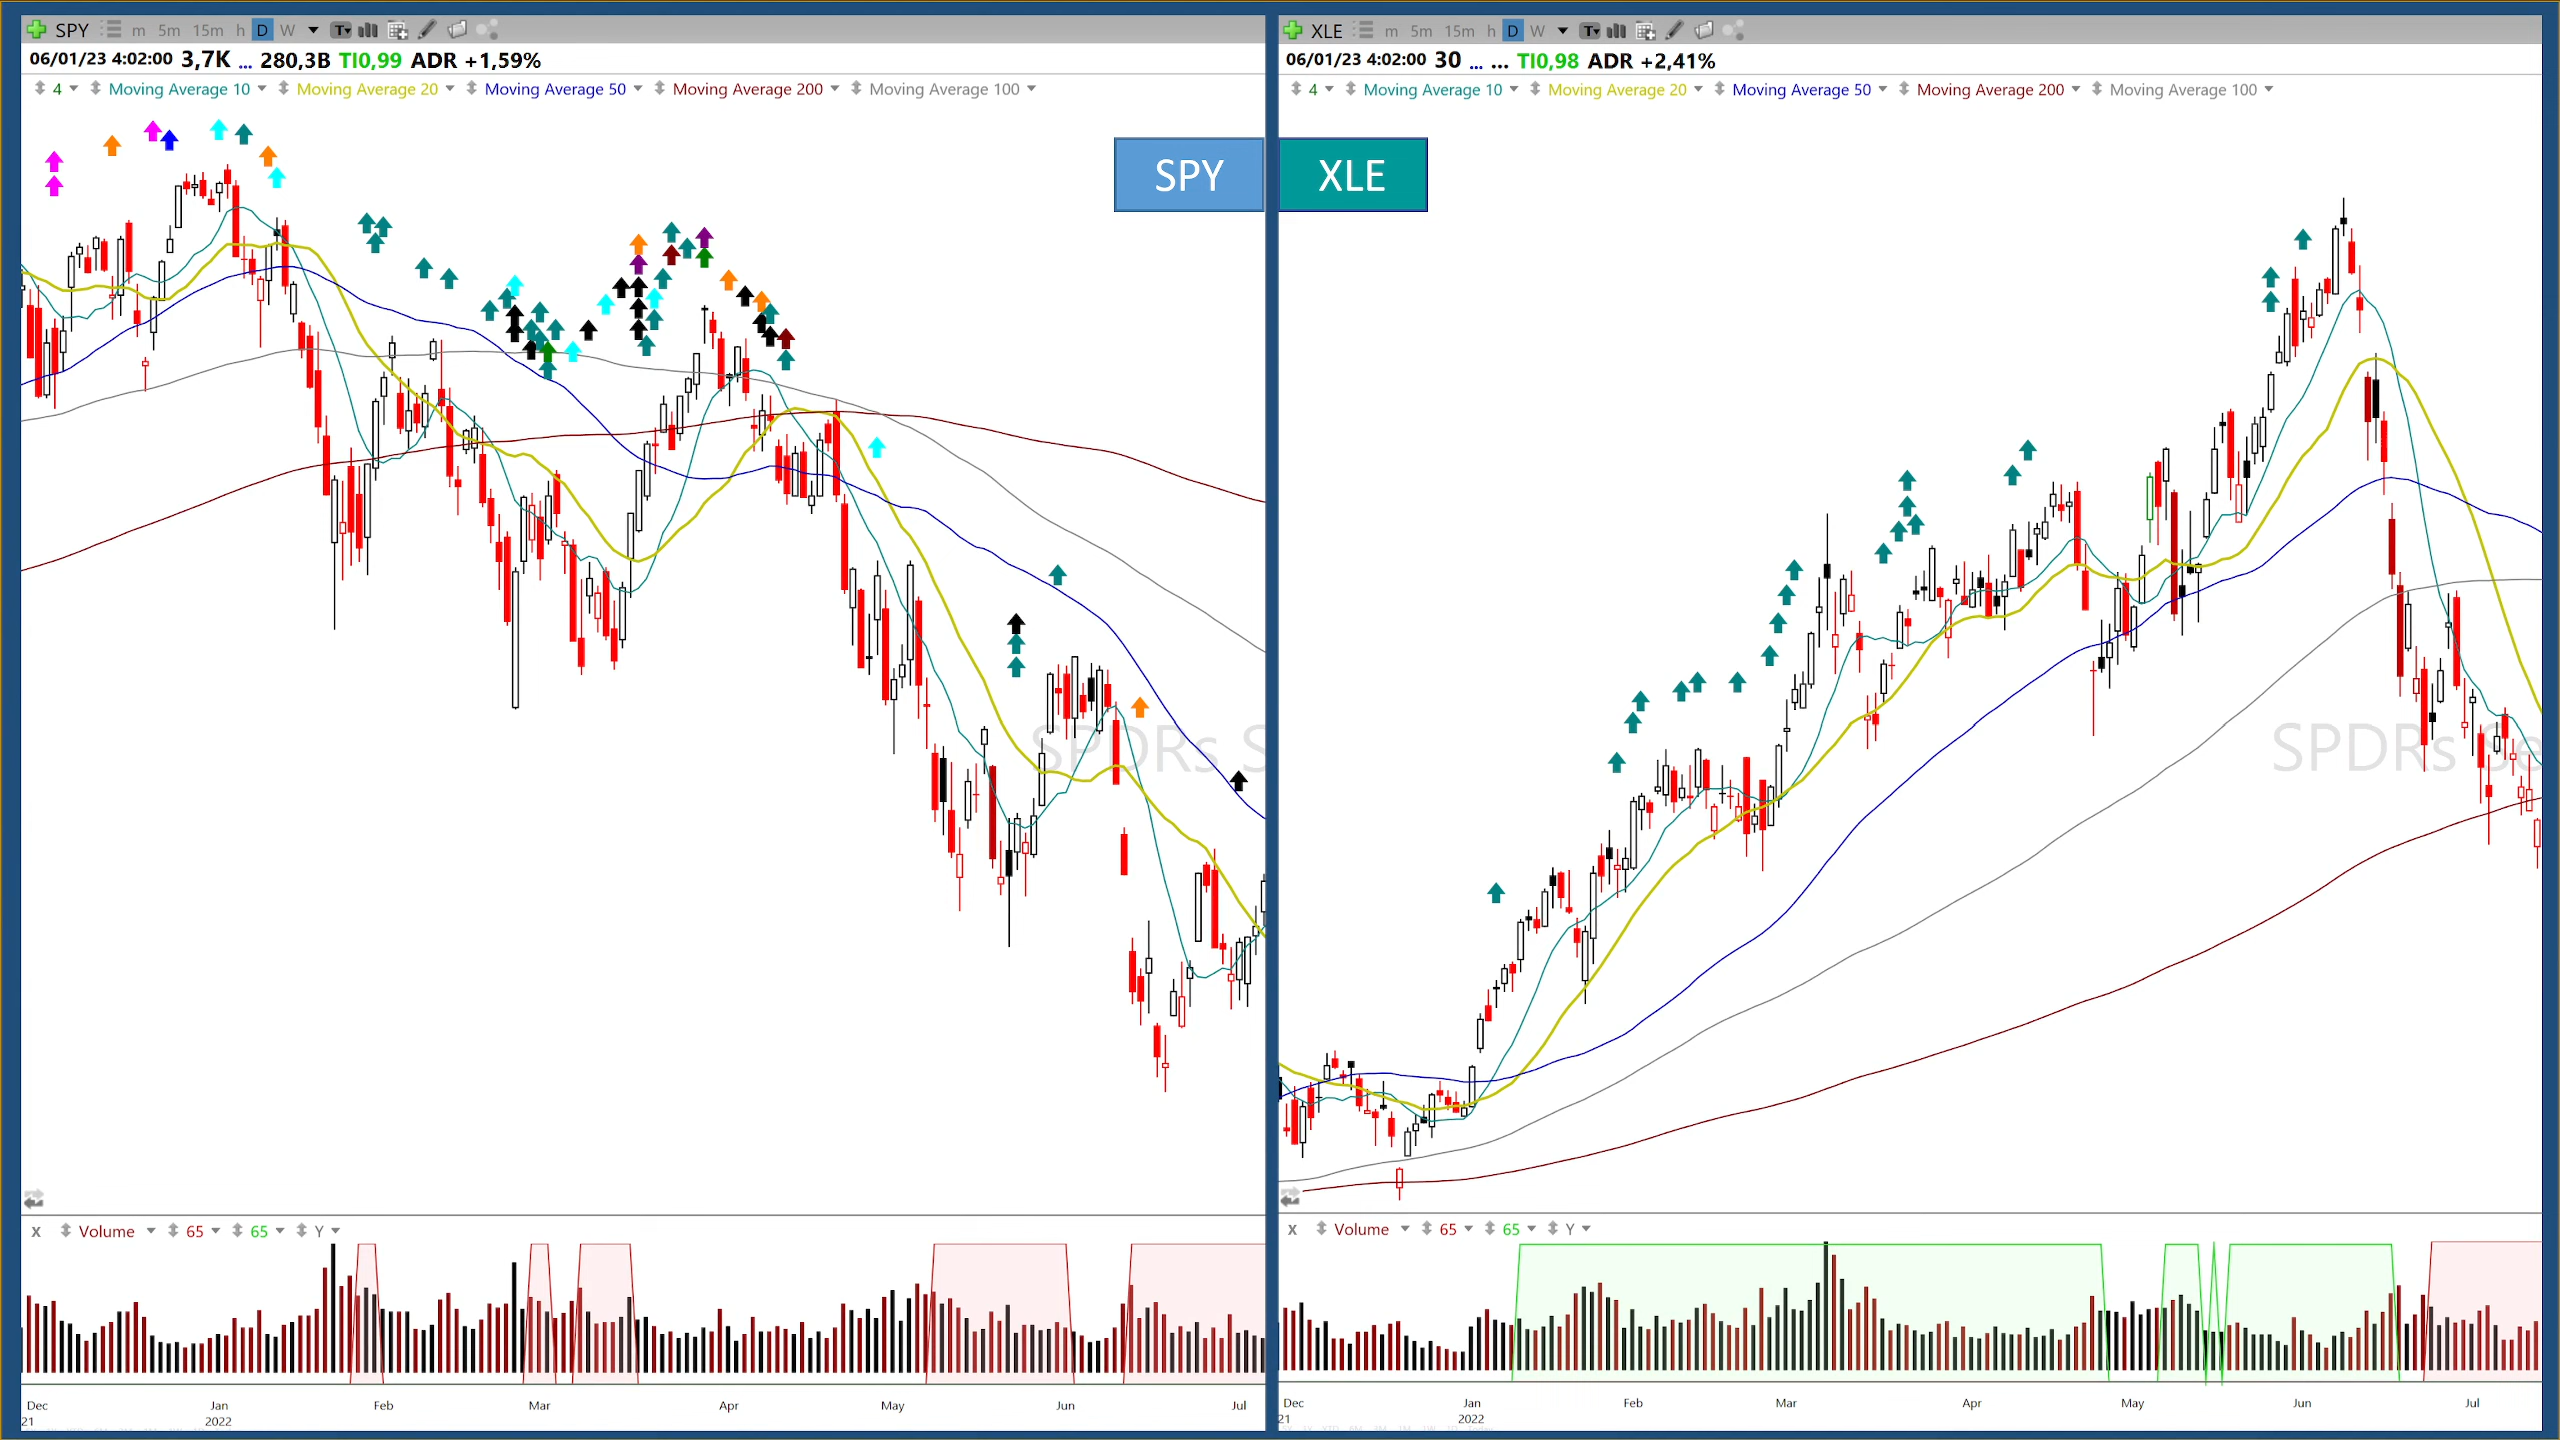 SPY m 5m 15m h D W T
06/01/23 4:02:00 3,7K ... 280,3B TI0,99 ADR +1,59%
4 Moving Average 10 Moving Average 20 Moving Average 50 Moving Average 200 Moving Average 100
SPY
SPDRs S
X Volume 65 65 Y
Dec Jan Feb Mar Apr May Jun Jul
21 2022
XLE m 5m 15m h D W T
06/01/23 4:02:00 30 ... ... TI0,98 ADR +2,41%
4 Moving Average 10 Moving Average 20 Moving Average 50 Moving Average 200 Moving Average 100
XLE
SPDRs Se
X Volume 65 65 Y
Dec Jan Feb Mar Apr May Jun Jul
21 2022